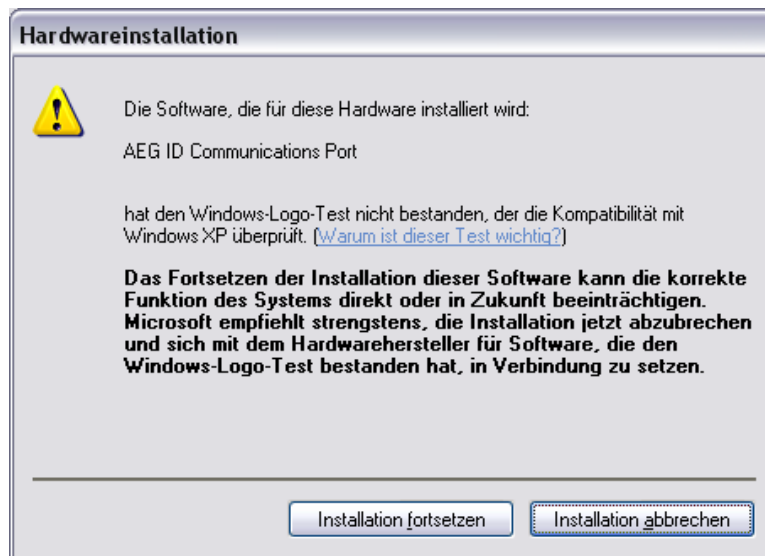 Hardwareinstallation
Die Software, die für diese Hardware installiert wird:
AEG ID Communications Port
hat den Windows-Logo-Test nicht bestanden, der die Kompatibilität mit
Windows XP überprüft. (Warum ist dieser Test wichtig?)
Das Fortsetzen der Installation dieser Software kann die korrekte
Funktion des Systems direkt oder in Zukunft beeinträchtigen.
Microsoft empfiehlt strengstens, die Installation jetzt abzubrechen
und sich mit dem Hardwarehersteller für Software, die den
Windows-Logo-Test bestanden hat, in Verbindung zu setzen.
Installation fortsetzen Installation abbrechen